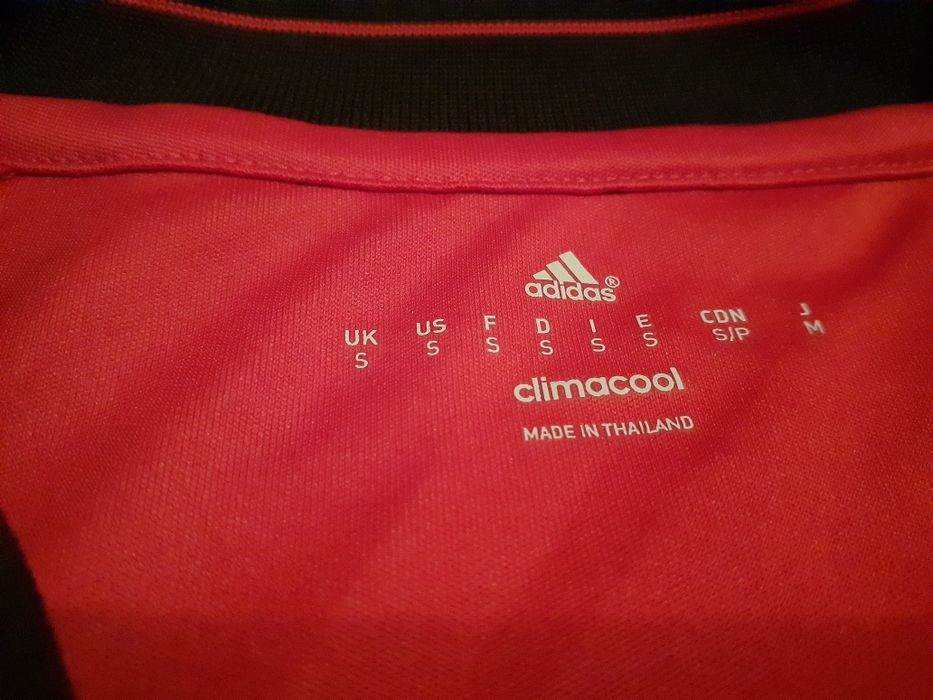 adidas®
UK US F D I E CDN J
S S S S S S S/P M
climacool
MADE IN THAILAND